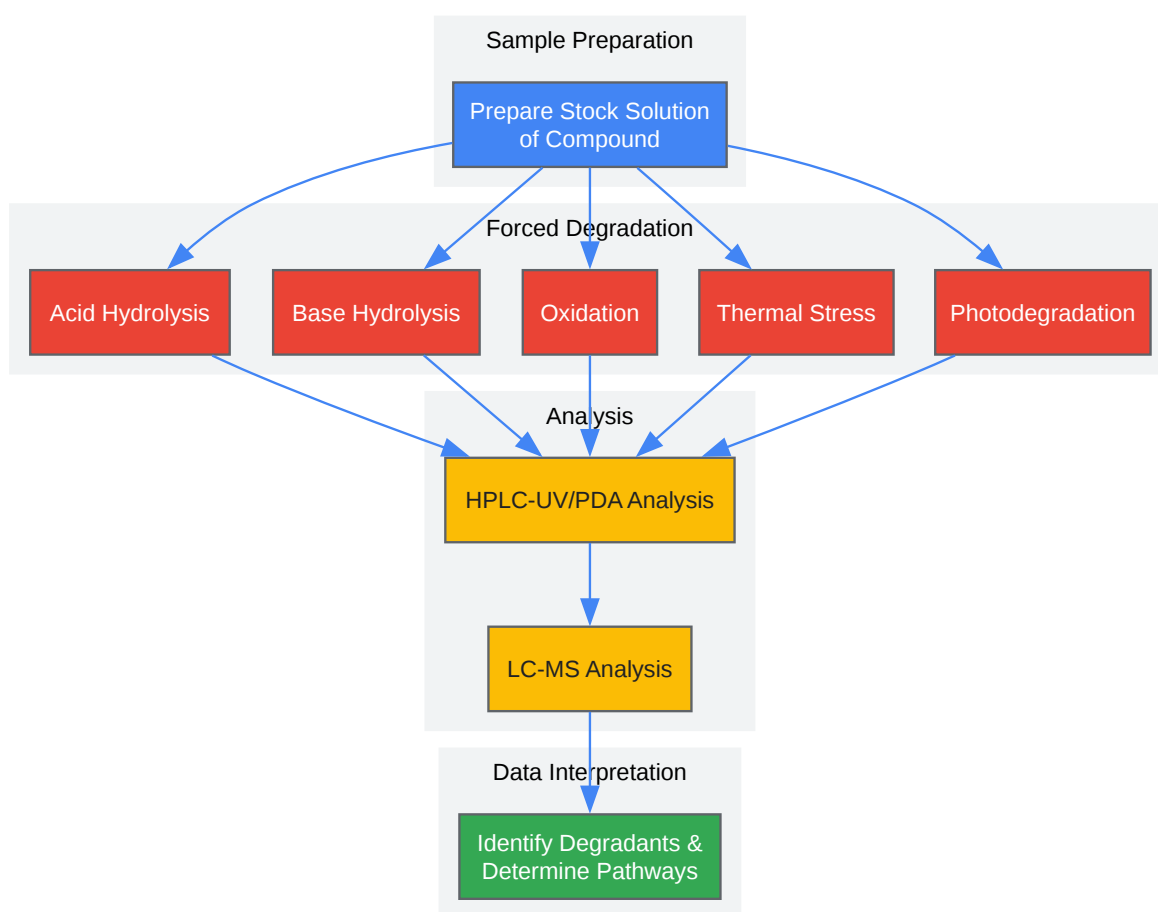 Sample Preparation
Prepare Stock Solution
of Compound
Forced Degradation
Acid Hydrolysis
Base Hydrolysis
Oxidation
Thermal Stress
Photodegradation
Analysis
HPLC-UV/PDA Analysis
LC-MS Analysis
Data Interpretation
Identify Degradants &
Determine Pathways